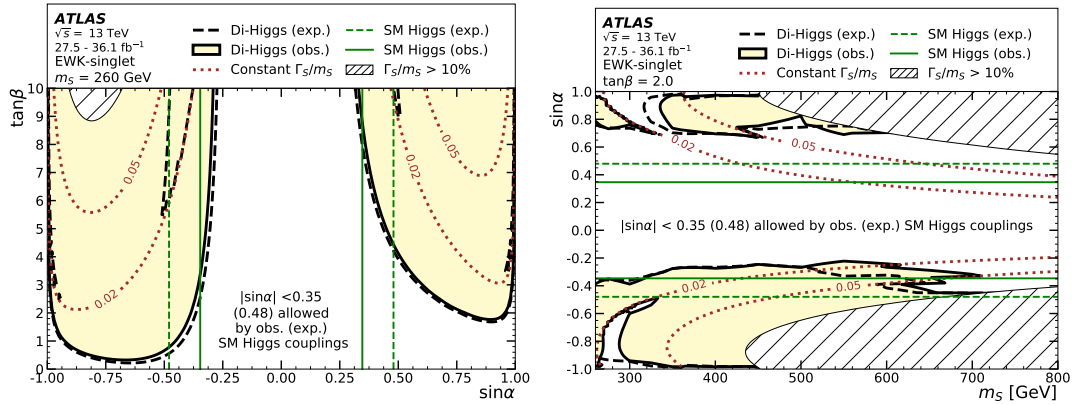 ATLAS
√s = 13 TeV
27.5 - 36.1 fb⁻¹
EWK-singlet
m_S = 260 GeV
Di-Higgs (exp.)
Di-Higgs (obs.)
Constant Γ_S/m_S
SM Higgs (exp.)
SM Higgs (obs.)
Γ_S/m_S > 10%
tanβ
10
9
8
7
6
5
4
3
2
1
0
0.05
0.02
0.05
0.02
|sinα| <0.35
(0.48) allowed
by obs. (exp.)
SM Higgs couplings
-1.00 -0.75 -0.50 -0.25 0.00 0.25 0.50 0.75 1.00
sinα
ATLAS
√s = 13 TeV
27.5 - 36.1 fb⁻¹
EWK-singlet
tanβ = 2.0
Di-Higgs (exp.)
Di-Higgs (obs.)
Constant Γ_S/m_S
SM Higgs (exp.)
SM Higgs (obs.)
Γ_S/m_S > 10%
sinα
1.0
0.8
0.6
0.4
0.2
0.0
-0.2
-0.4
-0.6
-0.8
-1.0
0.02
0.05
|sinα| < 0.35 (0.48) allowed by obs. (exp.) SM Higgs couplings
0.02
0.05
300 400 500 600 700 800
m_S [GeV]